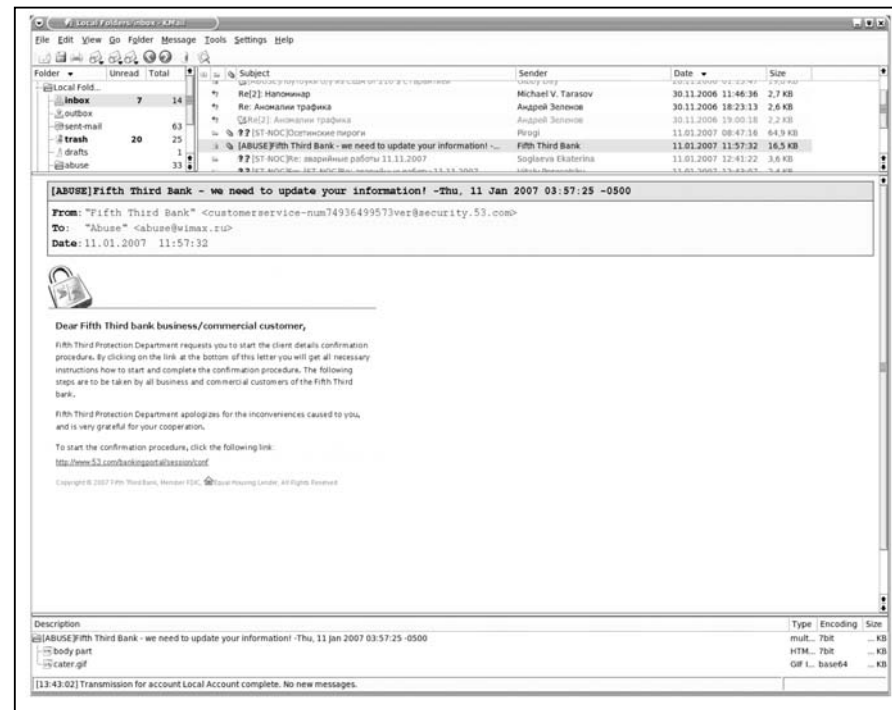 Local Folders/inbox - KMail
File Edit View Go Folder Message Tools Settings Help
Folder Unread Total
Subject Sender Date Size
Local Fold...
inbox 7 14
outbox
sent-mail 63
trash 20 25
drafts 1
abuse 33
Re[2]: Напоминар Michael V. Tarasov 30.11.2006 11:46:36 2,7 KB
Re: Аномалии трафика Андрей Зеленов 30.11.2006 18:23:13 2,6 KB
Re[2]: Аномалии трафика Андрей Зеленов 30.11.2006 19:00:18 2,2 KB
??[ST-NOC]Осетинские пироги Pirogi 11.01.2007 08:47:16 64,9 KB
[ABUSE]Fifth Third Bank - we need to update your information! -... Fifth Third Bank 11.01.2007 11:57:32 16,5 KB
??[ST-NOC]Re: аварийные работы 11.11.2007 Soglaeva Ekaterina 11.01.2007 12:41:22 3,6 KB
[ABUSE]Fifth Third Bank - we need to update your information! -Thu, 11 Jan 2007 03:57:25 -0500
From: "Fifth Third Bank" <customerservice-num74936499573ver@security.53.com>
To: "Abuse" <abuse@wimax.ru>
Date: 11.01.2007 11:57:32
Dear Fifth Third bank business/commercial customer,
Fifth Third Protection Department requests you to start the client details confirmation
procedure. By clicking on the link at the bottom of this letter you will get all necessary
instructions how to start and complete the confirmation procedure. The following
steps are to be taken by all business and commercial customers of the Fifth Third
bank.
Fifth Third Protection Department apologizes for the inconveniences caused to you,
and is very grateful for your cooperation.
To start the confirmation procedure, click the following link:
http://www.53.com/bankingportal/session/conf
Copyright © 2007 Fifth Third Bank, Member FDIC, Equal Housing Lender, All Rights Reserved
Description Type Encoding Size
[ABUSE]Fifth Third Bank - we need to update your information! -Thu, 11 Jan 2007 03:57:25 -0500 mult... 7bit ... KB
body part HTM... 7bit ... KB
cater.gif GIF I... base64 ... KB
[13:43:02] Transmission for account Local Account complete. No new messages.